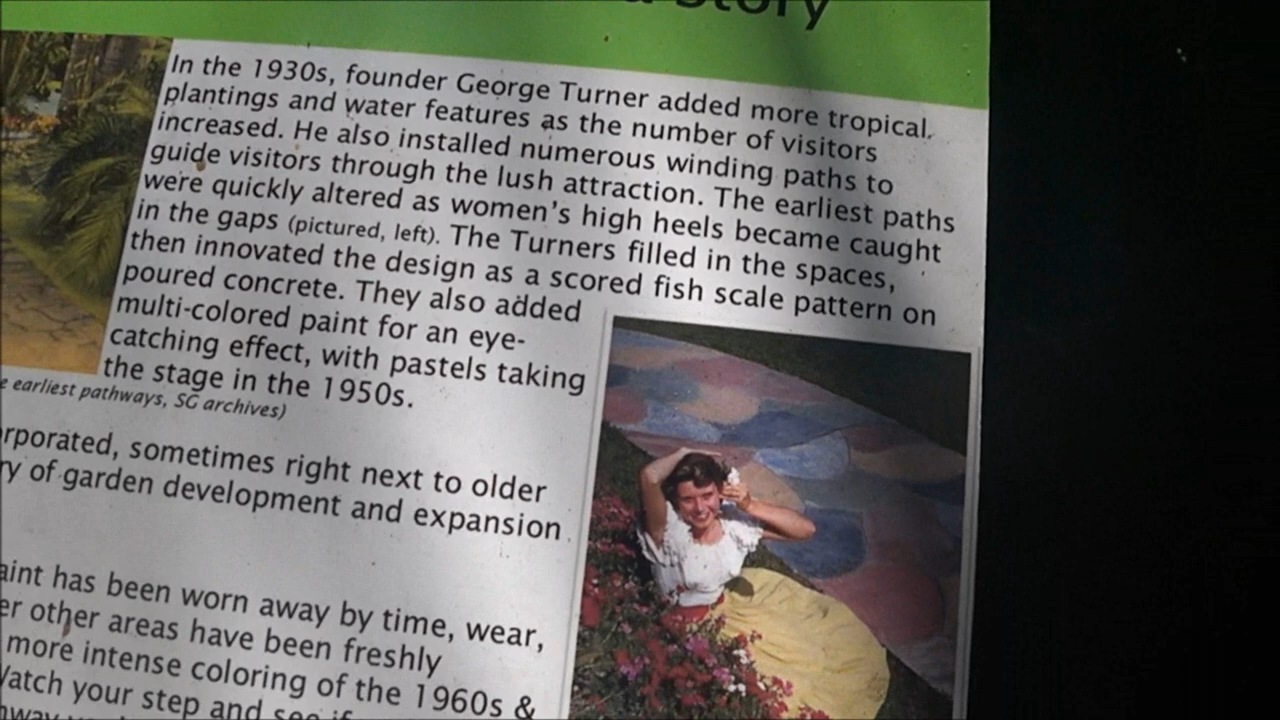 Story
In the 1930s, founder George Turner added more tropical
plantings and water features as the number of visitors
increased. He also installed numerous winding paths to
guide visitors through the lush attraction. The earliest paths
were quickly altered as women's high heels became caught
in the gaps (pictured, left). The Turners filled in the spaces,
then innovated the design as a scored fish scale pattern on
poured concrete. They also added
multi-colored paint for an eye-
catching effect, with pastels taking
the stage in the 1950s.
earliest pathways, SG archives)
sometimes right next to older
of garden development and expansion
has been worn away by time, wear,
other areas have been freshly
more intense coloring of the 1960s &
your step and see if